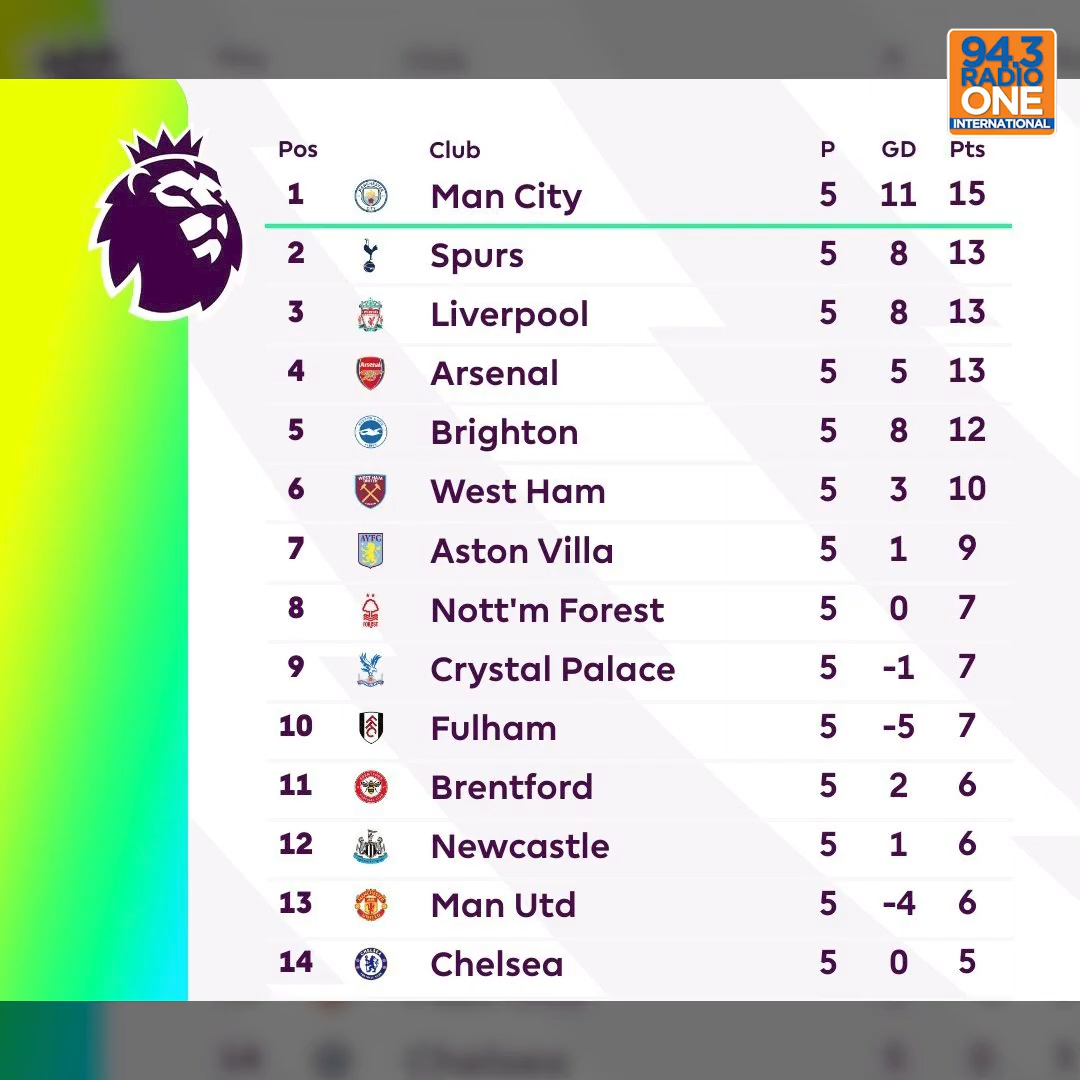 94.3
RADIO
ONE
INTERNATIONAL
Pos Club P GD Pts
1 Man City 5 11 15
2 Spurs 5 8 13
3 Liverpool 5 8 13
4 Arsenal 5 5 13
5 Brighton 5 8 12
6 West Ham 5 3 10
7 Aston Villa 5 1 9
8 Nott'm Forest 5 0 7
9 Crystal Palace 5 -1 7
10 Fulham 5 -5 7
11 Brentford 5 2 6
12 Newcastle 5 1 6
13 Man Utd 5 -4 6
14 Chelsea 5 0 5